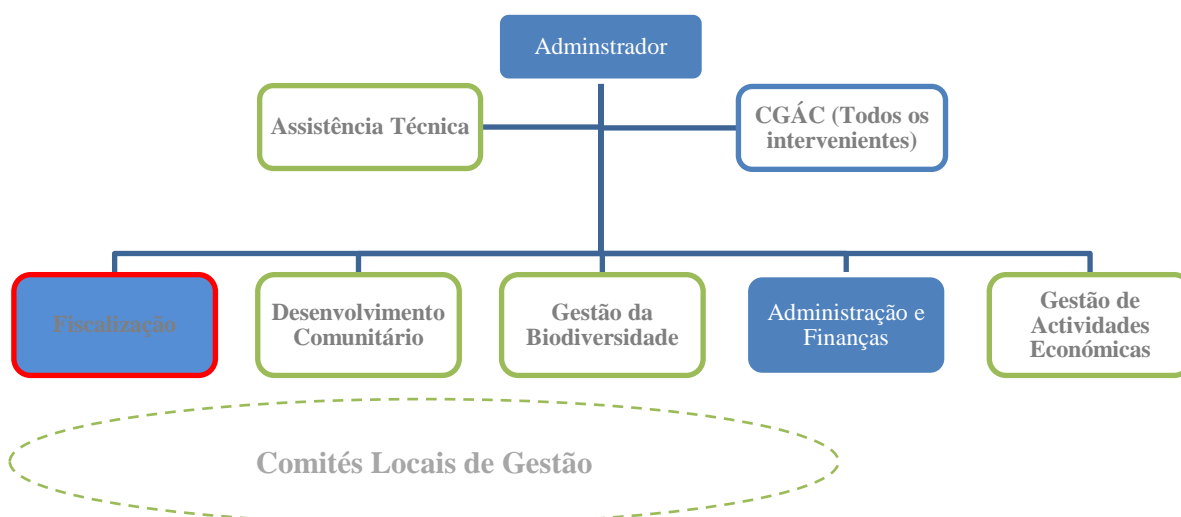 Adminstrador
Assistência Técnica
CGÁC (Todos os
intervenientes)
Fiscalização
Desenvolvimento
Comunitário
Gestão da
Biodiversidade
Administração e
Finanças
Gestão de
Actividades
Económicas
Comités Locais de Gestão